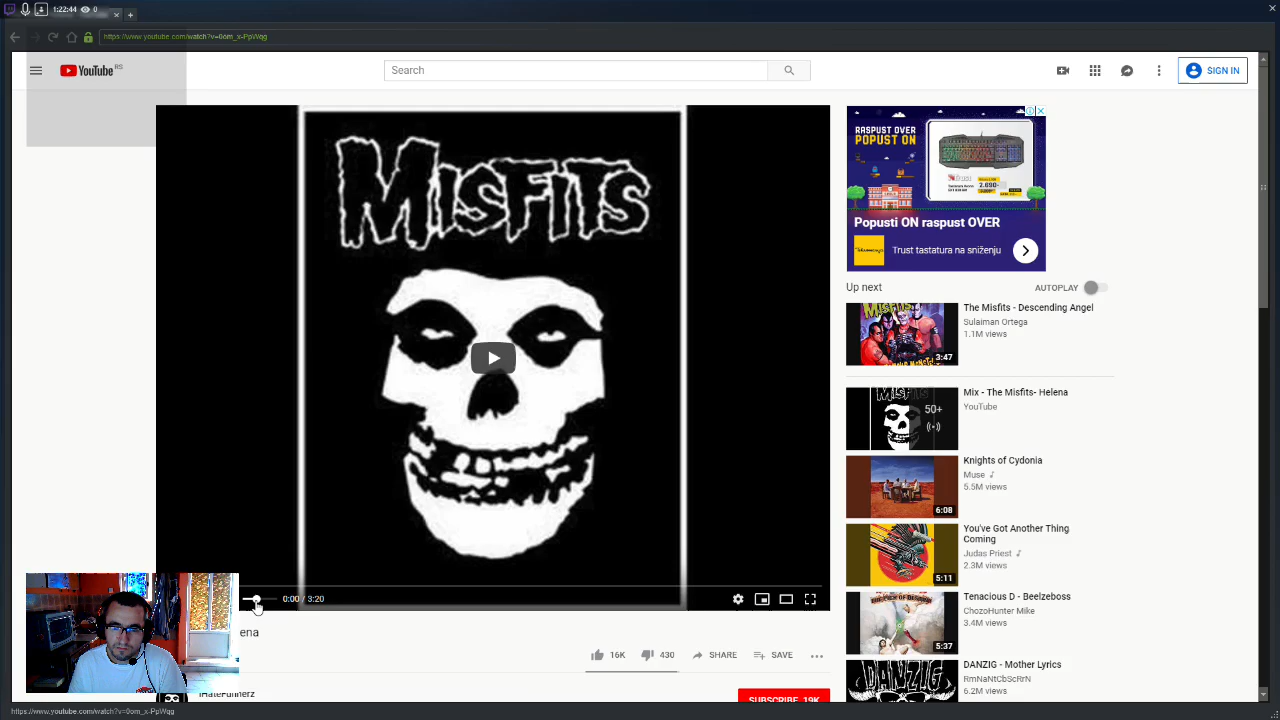 1:22:44 0
https://www.youtube.com/watch?v=0om_x-PpWqg
YouTube RS
Search
SIGN IN
MISFITS
RASPUST OVER
POPUST ON
2.690-
Popusti ON raspust OVER
Trust tastatura na sniženju
Up next
AUTOPLAY
The Misfits - Descending Angel
Sulaiman Ortega
1.1M views
3:47
Mix - The Misfits- Helena
YouTube
50+
Knights of Cydonia
Muse
5.5M views
6:08
You've Got Another Thing
Coming
Judas Priest
2.3M views
5:11
Tenacious D - Beelzeboss
ChozoHunter Mike
3.4M views
5:37
DANZIG - Mother Lyrics
RmNaNtCbScRrN
6.2M views
DANZIG
0:00 / 3:20
ena
16K 430 SHARE SAVE
IHateFunnerz
SUBSCRIBE 19K
https://www.youtube.com/watch?v=0om_x-PpWqg